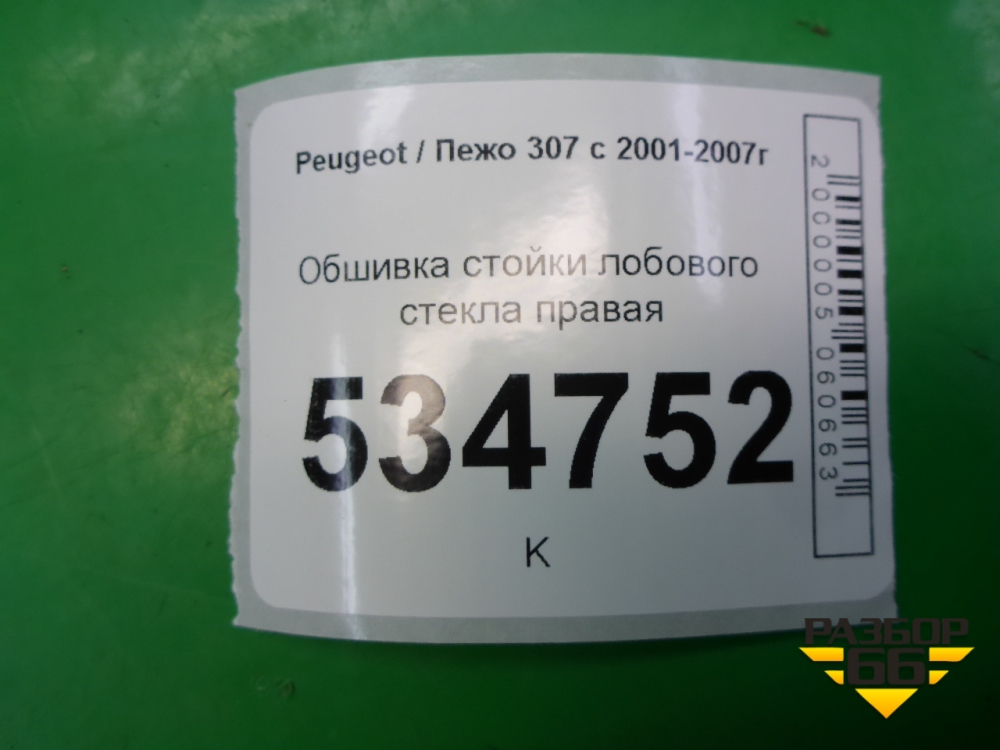 Peugeot / Пежо 307 с 2001-2007г
Обшивка стойки лобового
стекла правая
534752
К
2000005060663
РАЗБОР
66